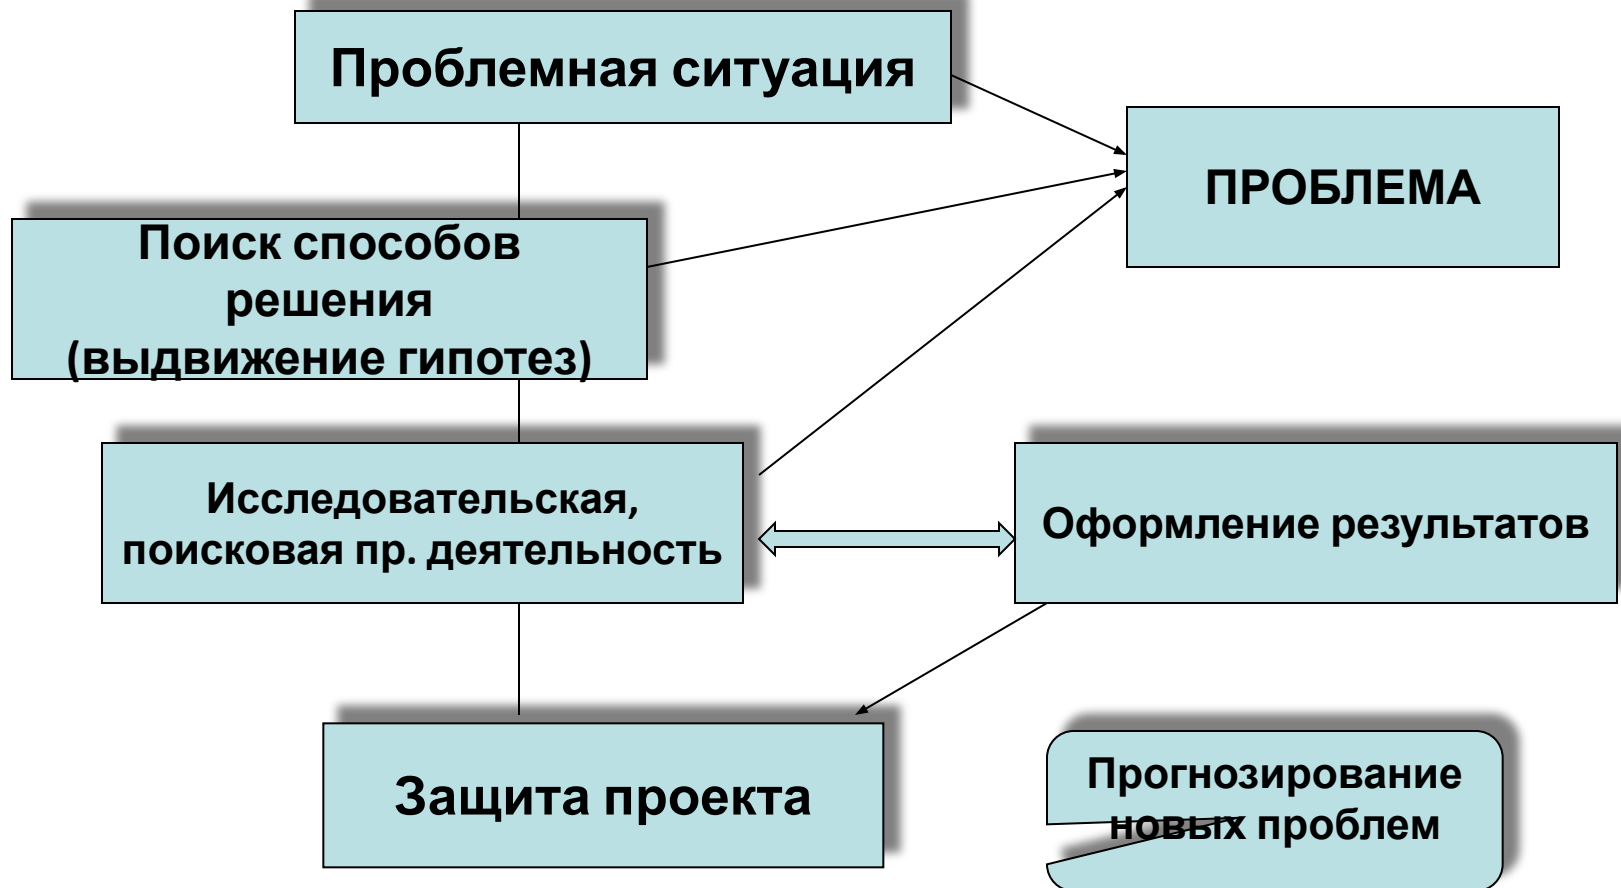 Проблемная ситуация
ПРОБЛЕМА
Поиск способов
решения
(выдвижение гипотез)
Исследовательская,
поисковая пр. деятельность
Оформление результатов
Защита проекта
Прогнозирование
новых проблем